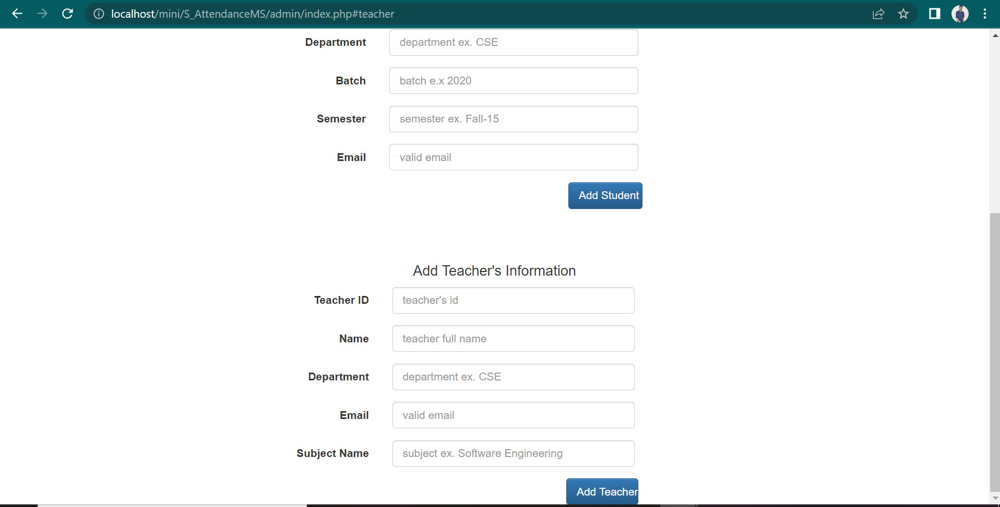 localhost/mini/S_AttendanceMS/admin/index.php#teacher
Department department ex. CSE
Batch batch e.x 2020
Semester semester ex. Fall-15
Email valid email
Add Student
Add Teacher's Information
Teacher ID teacher's id
Name teacher full name
Department department ex. CSE
Email valid email
Subject Name subject ex. Software Engineering
Add Teacher